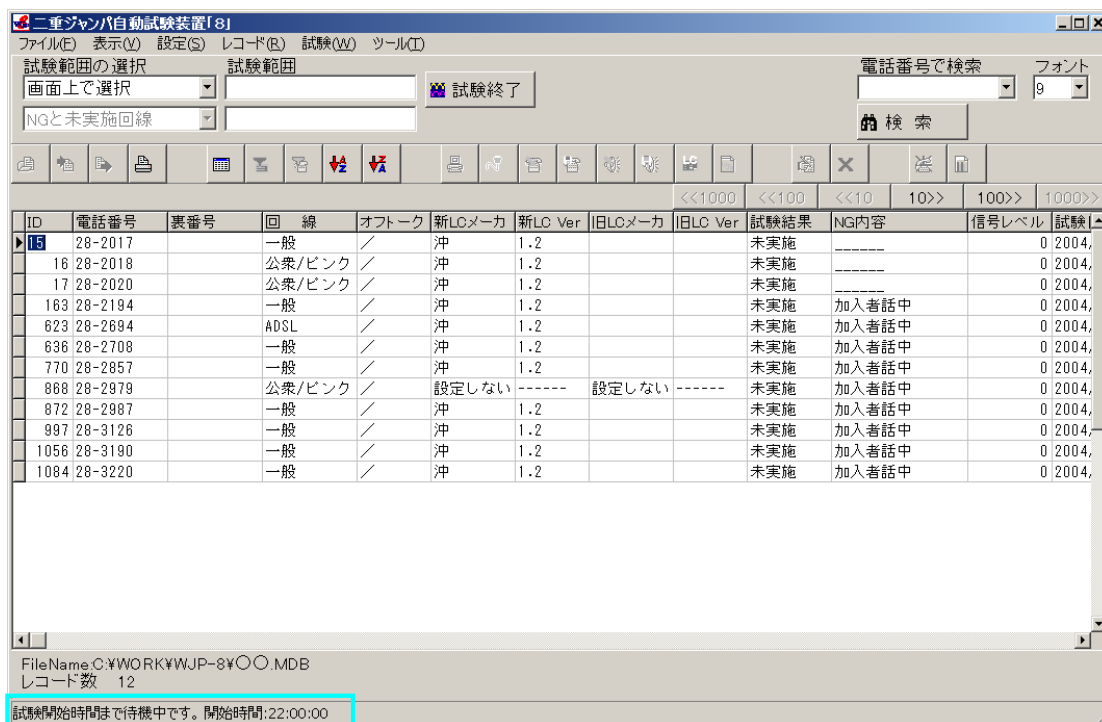 二重ジャンパ自動試験装置「8」
ファイル(F) 表示(V) 設定(S) レコード(R) 試験(W) ツール(T)
試験範囲の選択 試験範囲 電話番号で検索 フォント
画面上で選択 試験終了 9
NGと未実施回線 検 索
<<1000 <<100 <<10 10>> 100>> 1000>>
ID 電話番号 裏番号 回 線 オフトーク 新LCメーカ 新LC Ver 旧LCメーカ 旧LC Ver 試験結果 NG内容 信号レベル 試験
15 28-2017 一般 ／ 沖 1.2 未実施 ______ 0 2004,
16 28-2018 公衆/ピンク ／ 沖 1.2 未実施 ______ 0 2004,
17 28-2020 公衆/ピンク ／ 沖 1.2 未実施 ______ 0 2004,
163 28-2194 一般 ／ 沖 1.2 未実施 加入者話中 0 2004,
623 28-2694 ADSL ／ 沖 1.2 未実施 加入者話中 0 2004,
636 28-2708 一般 ／ 沖 1.2 未実施 加入者話中 0 2004,
770 28-2857 一般 ／ 沖 1.2 未実施 加入者話中 0 2004,
868 28-2979 公衆/ピンク ／ 設定しない ------ 設定しない ------ 未実施 加入者話中 0 2004,
872 28-2987 一般 ／ 沖 1.2 未実施 加入者話中 0 2004,
997 28-3126 一般 ／ 沖 1.2 未実施 加入者話中 0 2004,
1056 28-3190 一般 ／ 沖 1.2 未実施 加入者話中 0 2004,
1084 28-3220 一般 ／ 沖 1.2 未実施 加入者話中 0 2004,
FileName:C:¥WORK¥WJP-8¥〇〇.MDB
レコード数 12
試験開始時間まで待機中です。開始時間:22:00:00